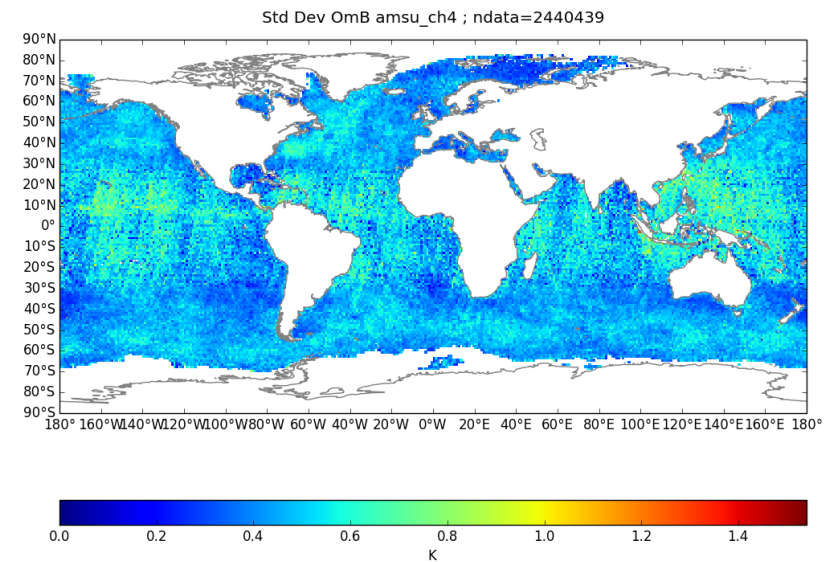 Std Dev OmB amsu_ch4 ; ndata=2440439
90°N
80°N
70°N
60°N
50°N
40°N
30°N
20°N
10°N
0°
10°S
20°S
30°S
40°S
50°S
60°S
70°S
80°S
90°S
180° 160°W 140°W 120°W 100°W 80°W 60°W 40°W 20°W 0°W 20°E 40°E 60°E 80°E 100°E 120°E 140°E 160°E 180°
0.0 0.2 0.4 0.6 0.8 1.0 1.2 1.4
K